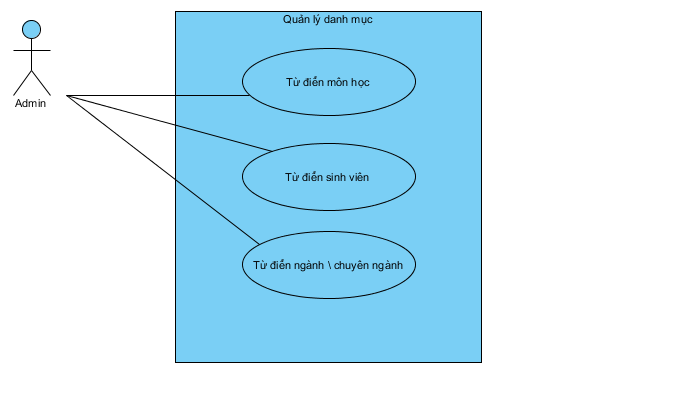 Quản lý danh mục
Từ điển môn học
Admin
Từ điển sinh viên
Từ điển ngành \ chuyên ngành